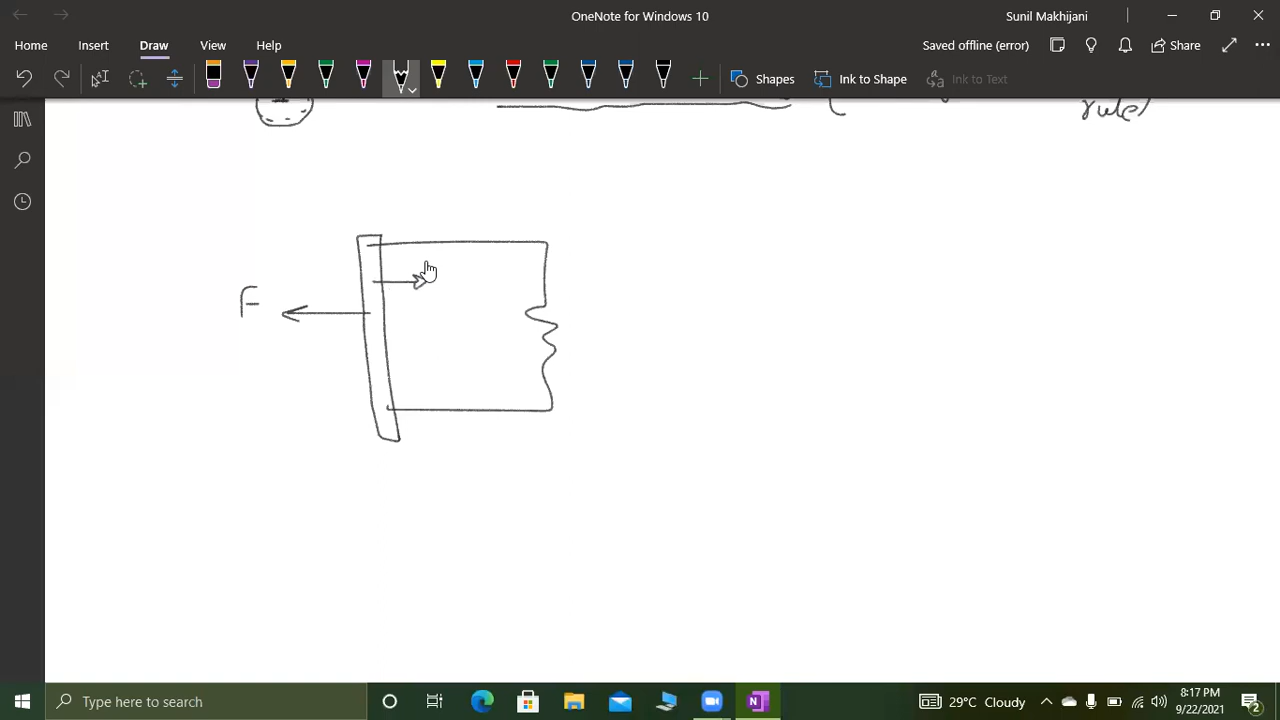 OneNote for Windows 10
Sunil Makhijani
Home Insert Draw View Help
Saved offline (error) Share
Shapes Ink to Shape Ink to Text
F
Type here to search
N
29°C Cloudy
8:17 PM
9/22/2021
2